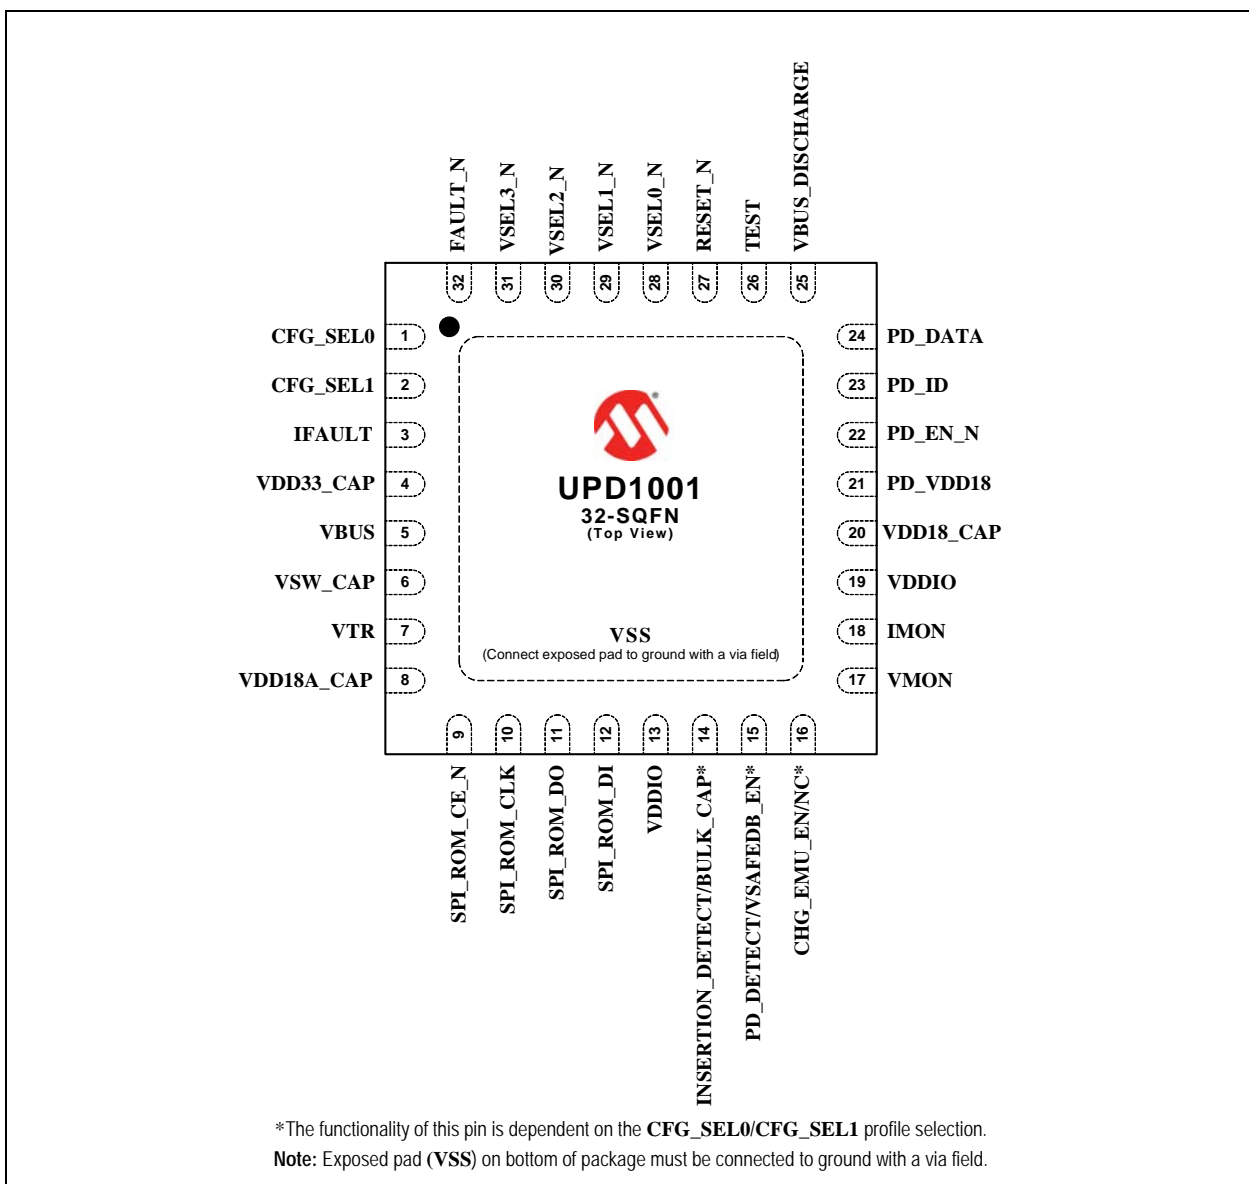 FAULT_N
VSEL3_N
VSEL2_N
VSEL1_N
VSEL0_N
RESET_N
TEST
VBUS_DISCHARGE
32
31
30
29
28
27
26
25
CFG_SEL0 1
CFG_SEL1 2
IFAULT 3
VDD33_CAP 4
VBUS 5
VSW_CAP 6
VTR 7
VDD18A_CAP 8
24 PD_DATA
23 PD_ID
22 PD_EN_N
21 PD_VDD18
20 VDD18_CAP
19 VDDIO
18 IMON
17 VMON
UPD1001
32-SQFN
(Top View)
VSS
(Connect exposed pad to ground with a via field)
9
10
11
12
13
14
15
16
SPI_ROM_CE_N
SPI_ROM_CLK
SPI_ROM_DO
SPI_ROM_DI
VDDIO
INSERTION_DETECT/BULK_CAP*
PD_DETECT/VSAFEDB_EN*
CHG_EMU_EN/NC*
*The functionality of this pin is dependent on the CFG_SEL0/CFG_SEL1 profile selection.
Note: Exposed pad (VSS) on bottom of package must be connected to ground with a via field.